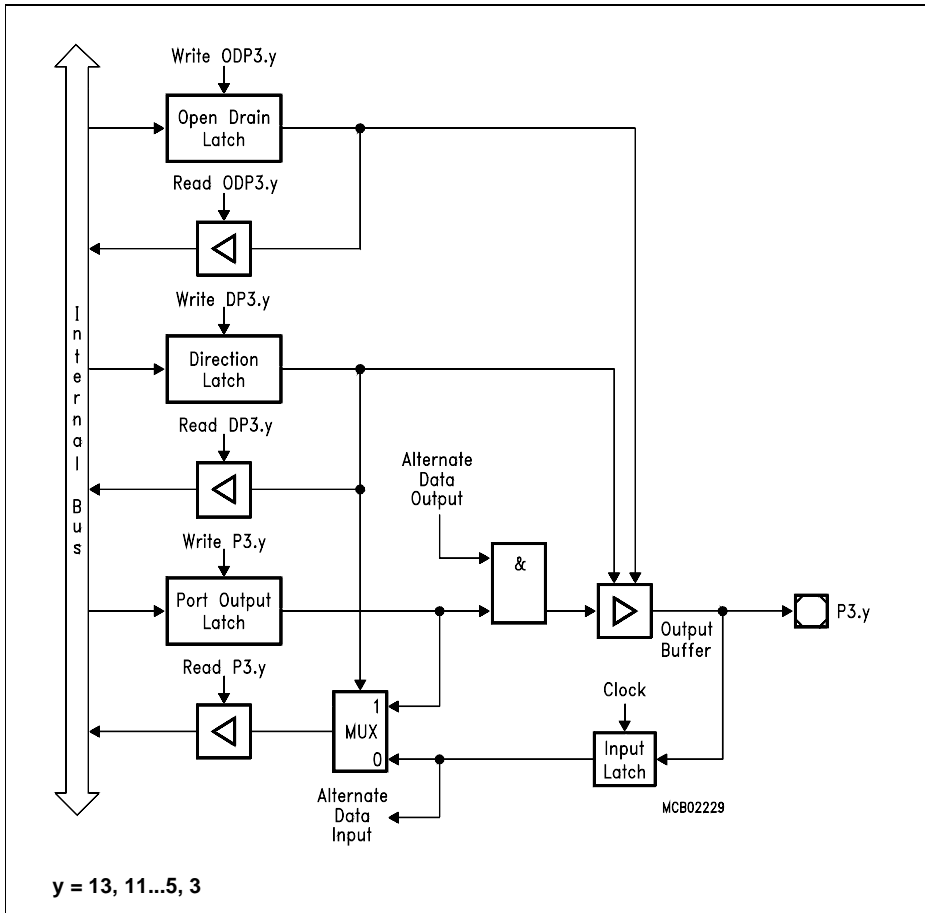 Write ODP3.y
Open Drain
Latch
Read ODP3.y
Write DP3.y
Internal Bus
Direction
Latch
Read DP3.y
Alternate
Data
Output
Write P3.y
&
Port Output
Latch
P3.y
Output
Buffer
Read P3.y
Clock
1
MUX
0
Input
Latch
Alternate
Data
Input
MCB02229
y = 13, 11...5, 3